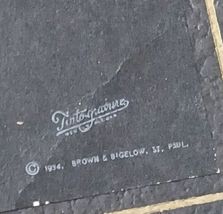 Tintogravure
© 1934, BROWN & BIGELOW, ST. PAUL.